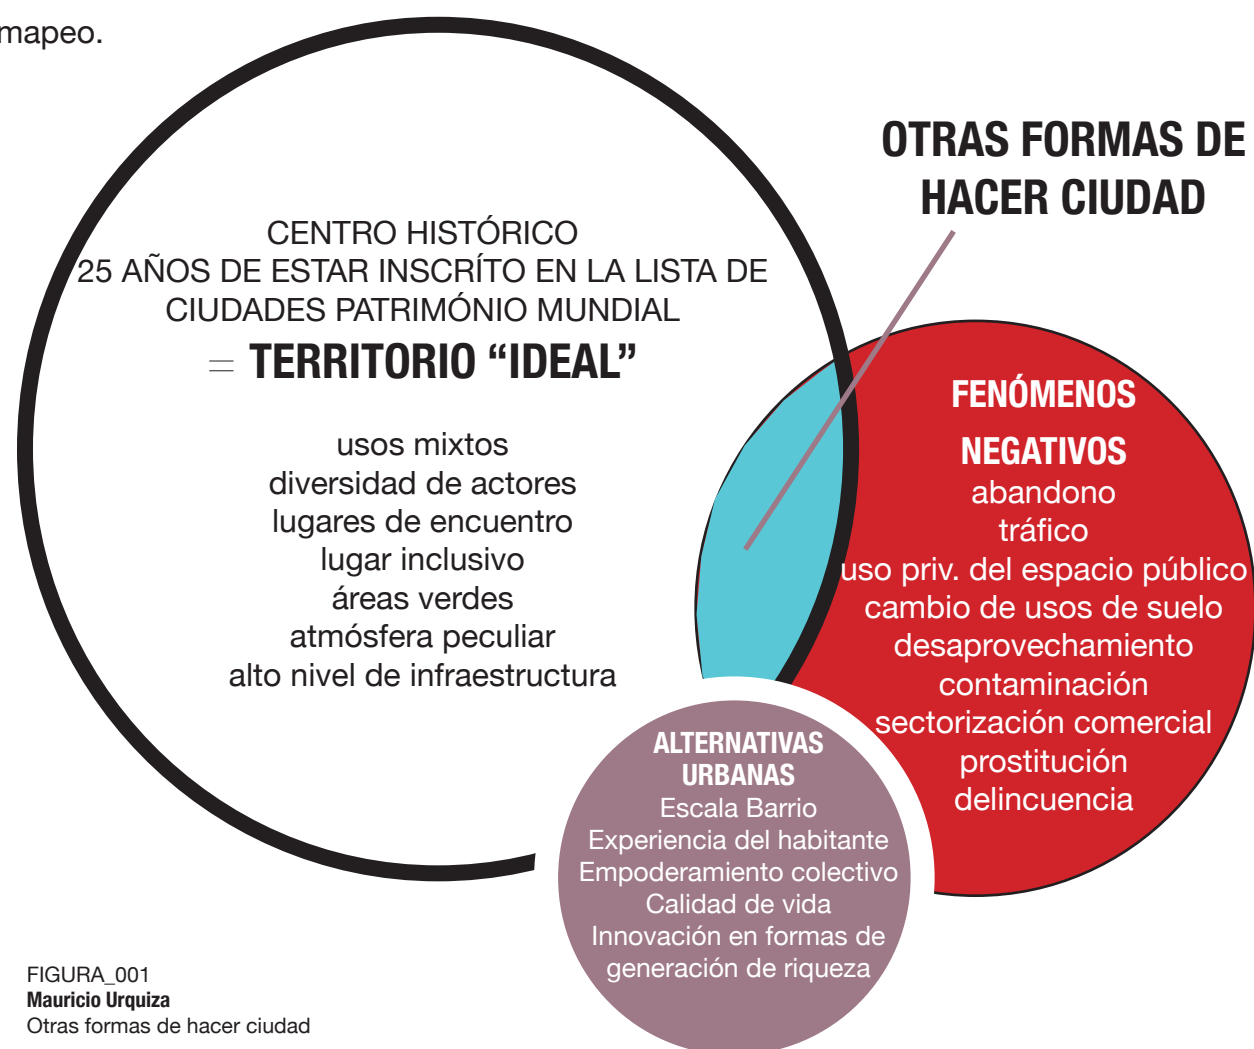 mapeo.
OTRAS FORMAS DE
HACER CIUDAD
CENTRO HISTÓRICO
25 AÑOS DE ESTAR INSCRÍTO EN LA LISTA DE
CIUDADES PATRIMÓNIO MUNDIAL
= TERRITORIO “IDEAL”
usos mixtos
diversidad de actores
lugares de encuentro
lugar inclusivo
áreas verdes
atmósfera peculiar
alto nivel de infraestructura
FENÓMENOS
NEGATIVOS
abandono
tráfico
uso priv. del espacio público
cambio de usos de suelo
desaprovechamiento
contaminación
sectorización comercial
prostitución
delincuencia
ALTERNATIVAS
URBANAS
Escala Barrio
Experiencia del habitante
Empoderamiento colectivo
Calidad de vida
Innovación en formas de
generación de riqueza
FIGURA_001
Mauricio Urquiza
Otras formas de hacer ciudad